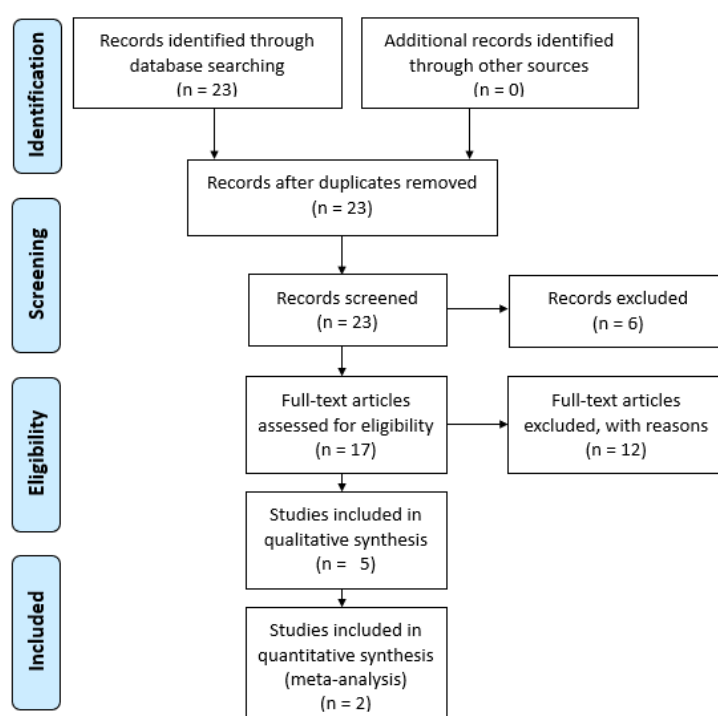 Identification
Records identified through
database searching
(n = 23)
Additional records identified
through other sources
(n = 0)
Records after duplicates removed
(n = 23)
Screening
Records screened
(n = 23)
Records excluded
(n = 6)
Eligibility
Full-text articles
assessed for eligibility
(n = 17)
Full-text articles
excluded, with reasons
(n = 12)
Studies included in
qualitative synthesis
(n = 5)
Included
Studies included in
quantitative synthesis
(meta-analysis)
(n = 2)